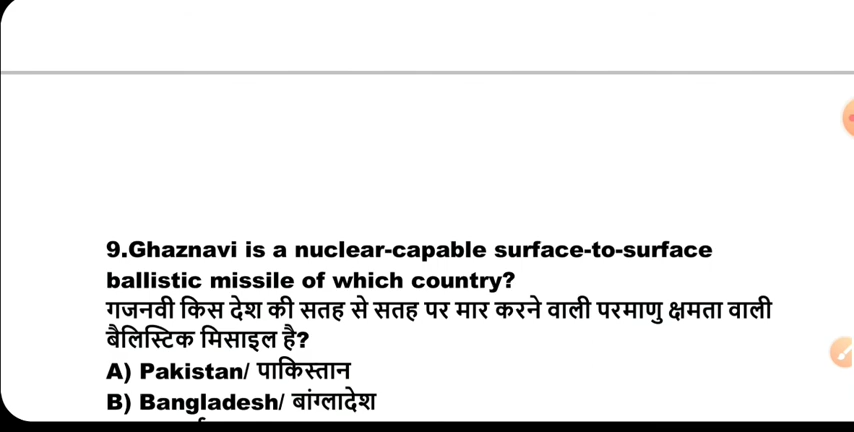 9.Ghaznavi is a nuclear-capable surface-to-surface
ballistic missile of which country?
गजनवी किस देश की सतह से सतह पर मार करने वाली परमाणु क्षमता वाली
बैलिस्टिक मिसाइल है?
A) Pakistan/ पाकिस्तान
B) Bangladesh/ बांग्लादेश